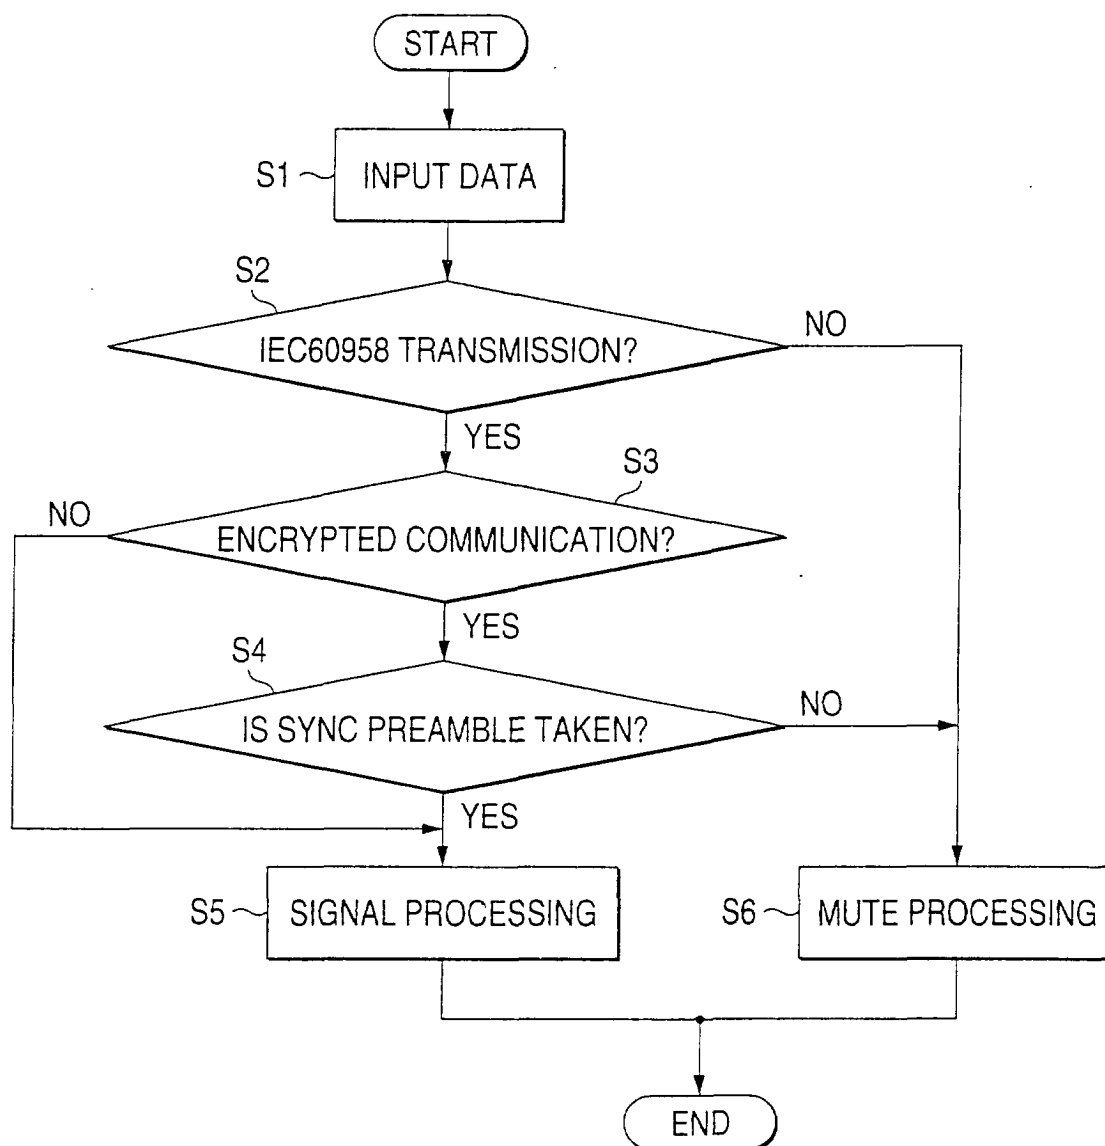 START
S1
INPUT DATA
S2
IEC60958 TRANSMISSION?
NO
YES
S3
NO
ENCRYPTED COMMUNICATION?
YES
S4
IS SYNC PREAMBLE TAKEN?
NO
YES
S5
SIGNAL PROCESSING
S6
MUTE PROCESSING
END